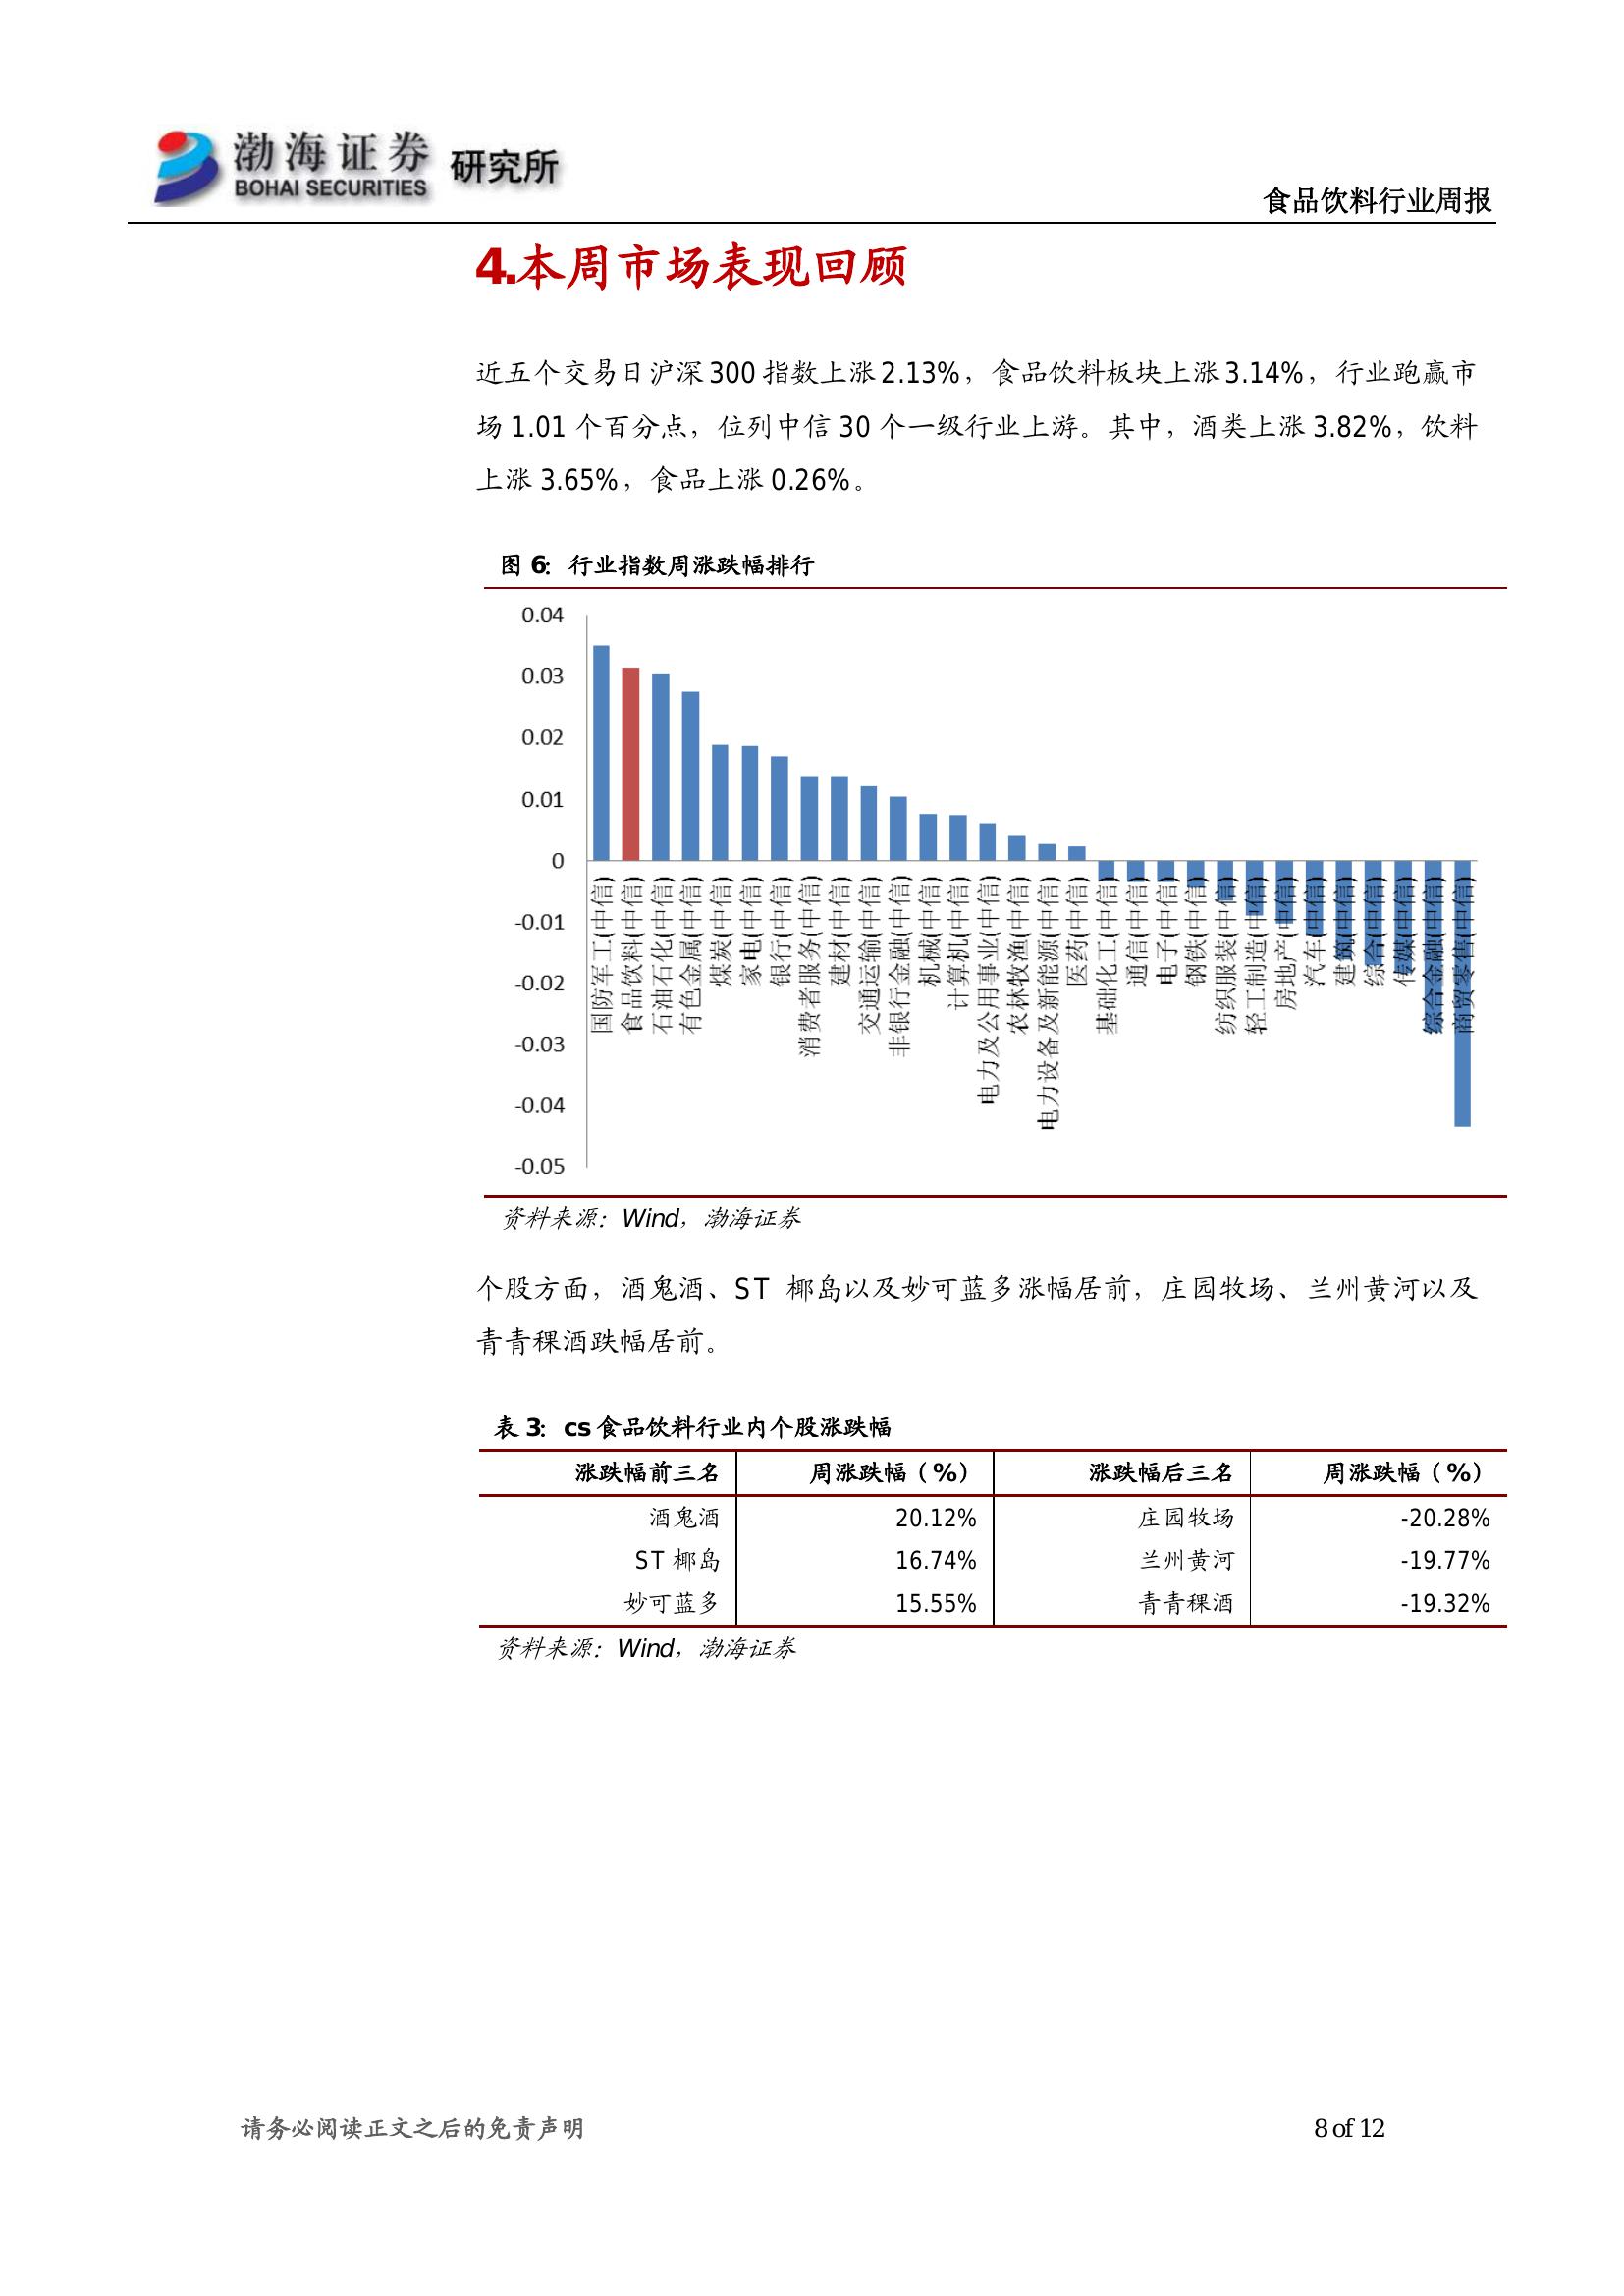 渤海证券 研究所
BOHAI SECURITIES
食品饮料行业周报
4.本周市场表现回顾
近五个交易日沪深 300 指数上涨 2.13%，食品饮料板块上涨 3.14%，行业跑赢市
场 1.01 个百分点，位列中信 30 个一级行业上游。其中，酒类上涨 3.82%，饮料
上涨 3.65%，食品上涨 0.26%。
图 6：行业指数周涨跌幅排行
0.04
0.03
0.02
0.01
0
-0.01
-0.02
-0.03
-0.04
-0.05
国防军工(中信)
食品饮料(中信)
石油石化(中信)
有色金属(中信)
煤炭(中信)
家电(中信)
银行(中信)
消费者服务(中信)
建材(中信)
交通运输(中信)
非银行金融(中信)
机械(中信)
计算机(中信)
电力及公用事业(中信)
农林牧渔(中信)
电力设备及新能源(中信)
医药(中信)
基础化工(中信)
通信(中信)
电子(中信)
钢铁(中信)
纺织服装(中信)
轻工制造(中信)
房地产(中信)
汽车(中信)
建筑(中信)
综合(中信)
传媒(中信)
综合金融(中信)
商贸零售(中信)
资料来源：Wind，渤海证券
个股方面，酒鬼酒、ST 椰岛以及妙可蓝多涨幅居前，庄园牧场、兰州黄河以及
青青稞酒跌幅居前。
表 3：cs 食品饮料行业内个股涨跌幅
涨跌幅前三名 周涨跌幅（%） 涨跌幅后三名 周涨跌幅（%）
酒鬼酒 20.12% 庄园牧场 -20.28%
ST 椰岛 16.74% 兰州黄河 -19.77%
妙可蓝多 15.55% 青青稞酒 -19.32%
资料来源：Wind，渤海证券
请务必阅读正文之后的免责声明 8 of 12